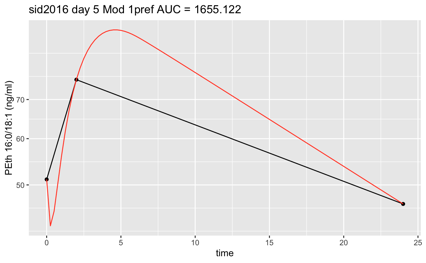 sid2016 day 5 Mod 1pref AUC = 1655.122
PEth 16:0/18:1 (ng/ml)
70
60
50
0 5 10 15 20 25
time